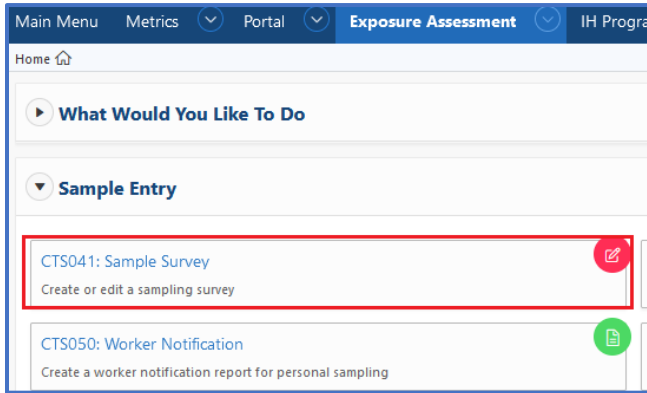 Main Menu Metrics Portal Exposure Assessment IH Progra
Home
What Would You Like To Do
Sample Entry
CTS041: Sample Survey
Create or edit a sampling survey
CTS050: Worker Notification
Create a worker notification report for personal sampling